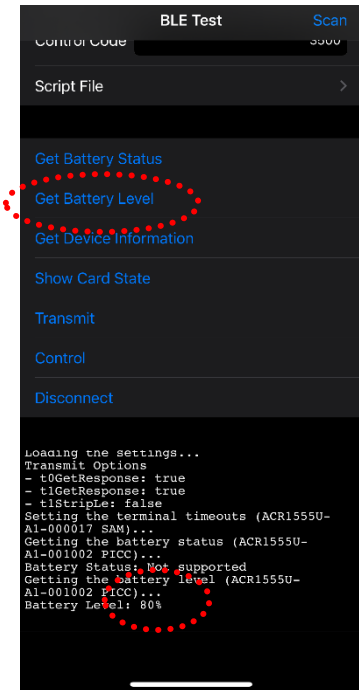 BLE Test
Scan
Control Code
3500
Script File
Get Battery Status
Get Battery Level
Get Device Information
Show Card State
Transmit
Control
Disconnect
Loading the settings...
Transmit Options
- t0GetResponse: true
- t1GetResponse: true
- t1StripLe: false
Setting the terminal timeouts (ACR1555U-
A1-000017 SAM)...
Getting the battery status (ACR1555U-
A1-001002 PICC)...
Battery Status: Not supported
Getting the battery level (ACR1555U-
A1-001002 PICC)...
Battery Level: 80%